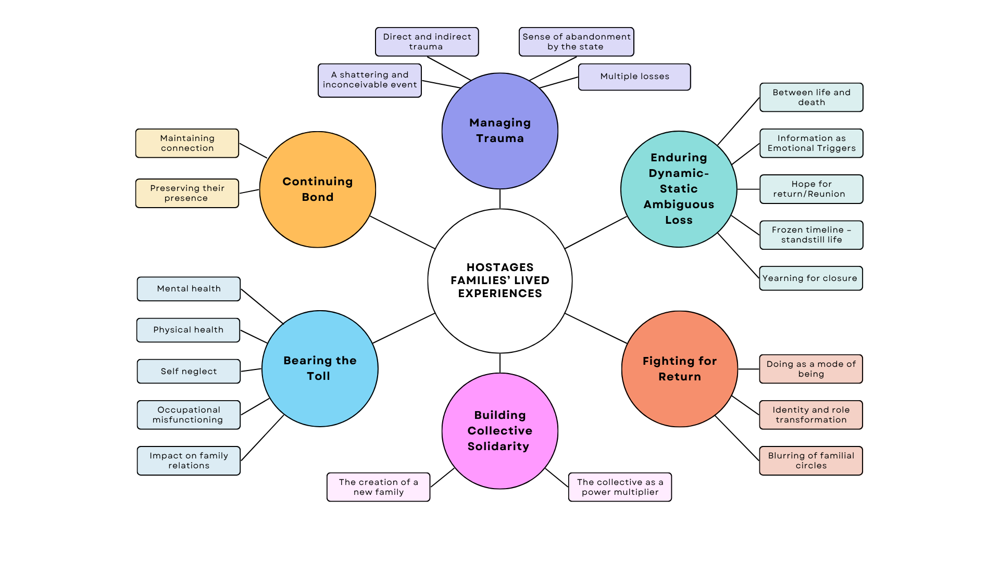 Direct and indirect
trauma
Sense of abandonment
by the state
A shattering and
inconceivable event
Multiple losses
Managing
Trauma
Between life and
death
Information as
Emotional Triggers
Hope for
return/Reunion
Frozen timeline –
standstill life
Yearning for closure
Enduring
Dynamic-
Static
Ambiguous
Loss
Maintaining
connection
Preserving their
presence
Continuing
Bond
HOSTAGES
FAMILIES’ LIVED
EXPERIENCES
Mental health
Physical health
Self neglect
Occupational
misfunctioning
Impact on family
relations
Bearing the
Toll
Fighting for
Return
Doing as a mode of
being
Identity and role
transformation
Blurring of familial
circles
Building
Collective
Solidarity
The creation of a
new family
The collective as a
power multiplier